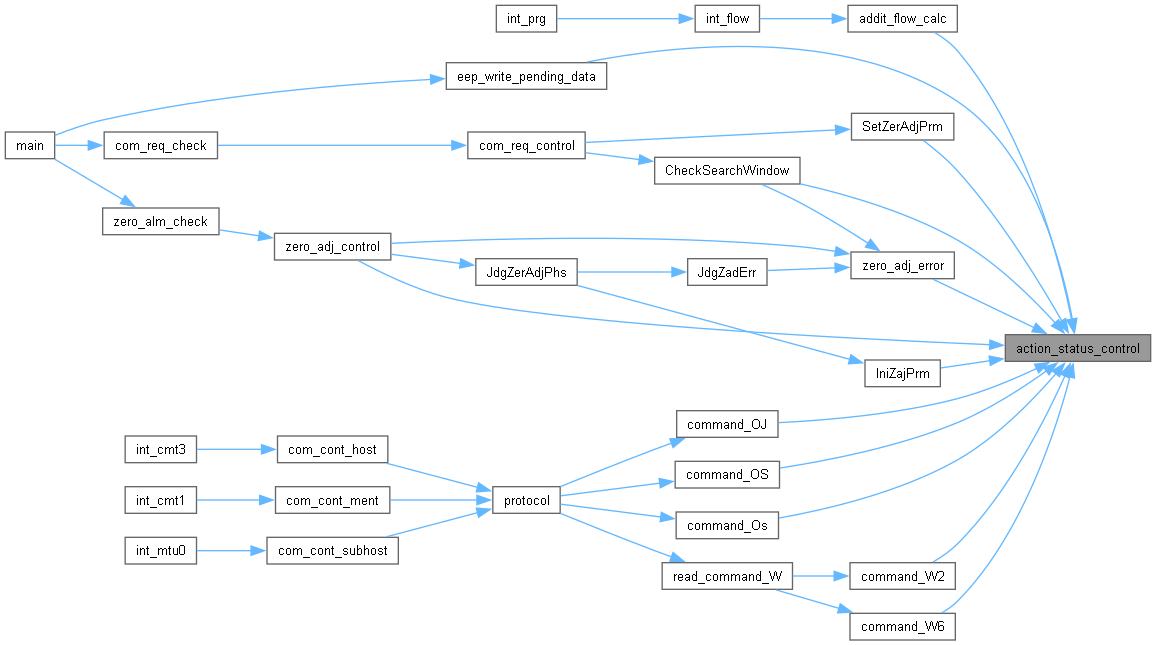 int_prg
int_flow
addit_flow_calc
eep_write_pending_data
main
com_req_check
com_req_control
SetZerAdjPrm
CheckSearchWindow
zero_alm_check
zero_adj_control
JdgZerAdjPhs
JdgZadErr
zero_adj_error
action_status_control
IniZajPrm
command_OJ
int_cmt3
com_cont_host
command_OS
int_cmt1
com_cont_ment
protocol
command_Os
int_mtu0
com_cont_subhost
read_command_W
command_W2
command_W6